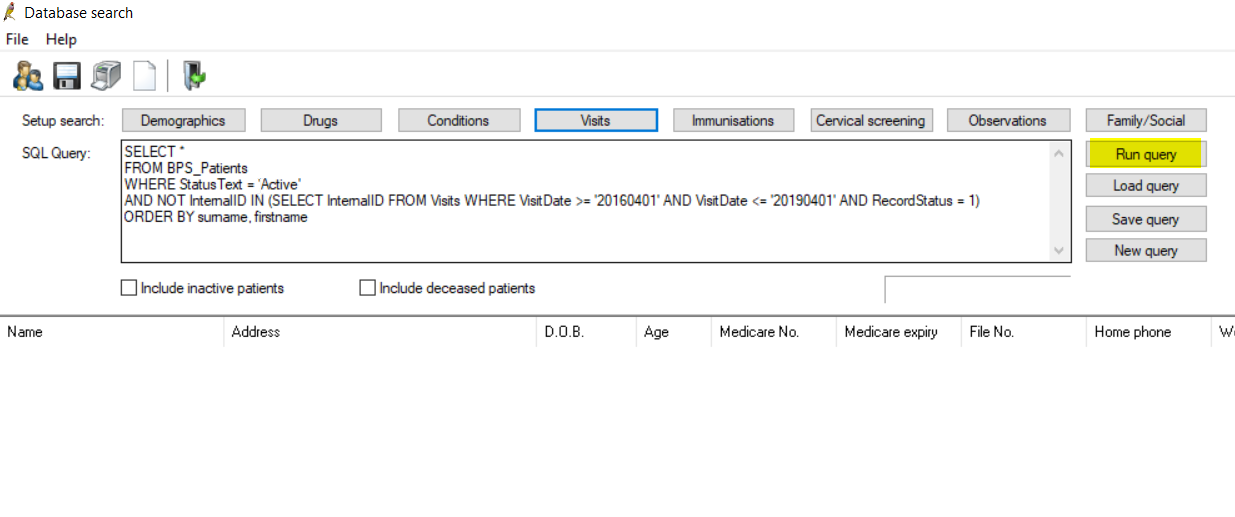 Database search
File Help
Setup search: Demographics Drugs Conditions Visits Immunisations Cervical screening Observations Family/Social
SQL Query:
SELECT *
FROM BPS_Patients
WHERE StatusText = ‘Active'
AND NOT InternalID IN (SELECT InternalID FROM Visits WHERE VisitDate >= '20160401' AND VisitDate <= '20190401' AND RecordStatus = 1)
ORDER BY surname, firstname
Run query
Load query
Save query
New query
Include inactive patients Include deceased patients
Name Address D.O.B. Age Medicare No. Medicare expiry File No. Home phone